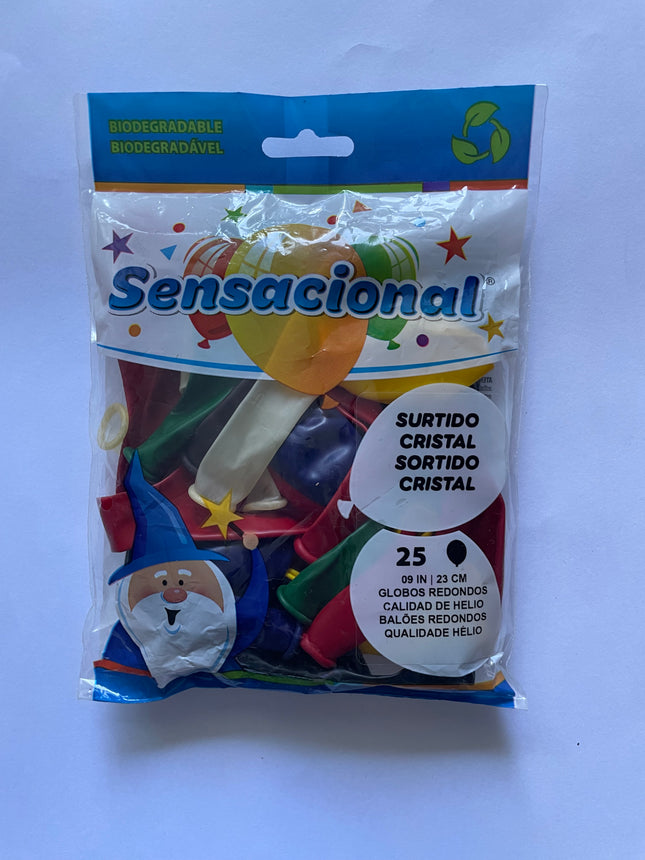 BIODEGRADABLE
BIODEGRADÁVEL
Sensacional®
SURTIDO
CRISTAL
SORTIDO
CRISTAL
25
09 IN | 23 CM
GLOBOS REDONDOS
CALIDAD DE HELIO
BALÕES REDONDOS
QUALIDADE HÉLIO